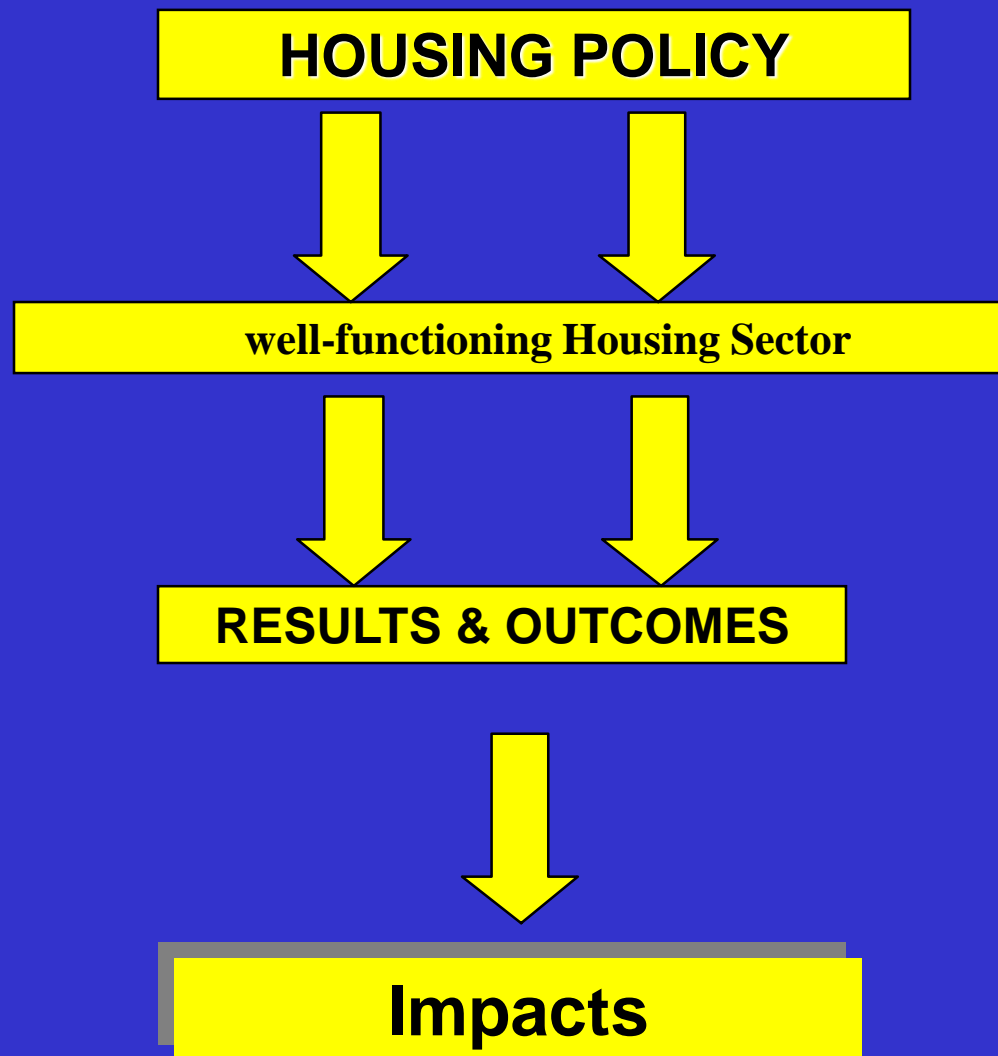 HOUSING POLICY
well-functioning Housing Sector
RESULTS & OUTCOMES
Impacts